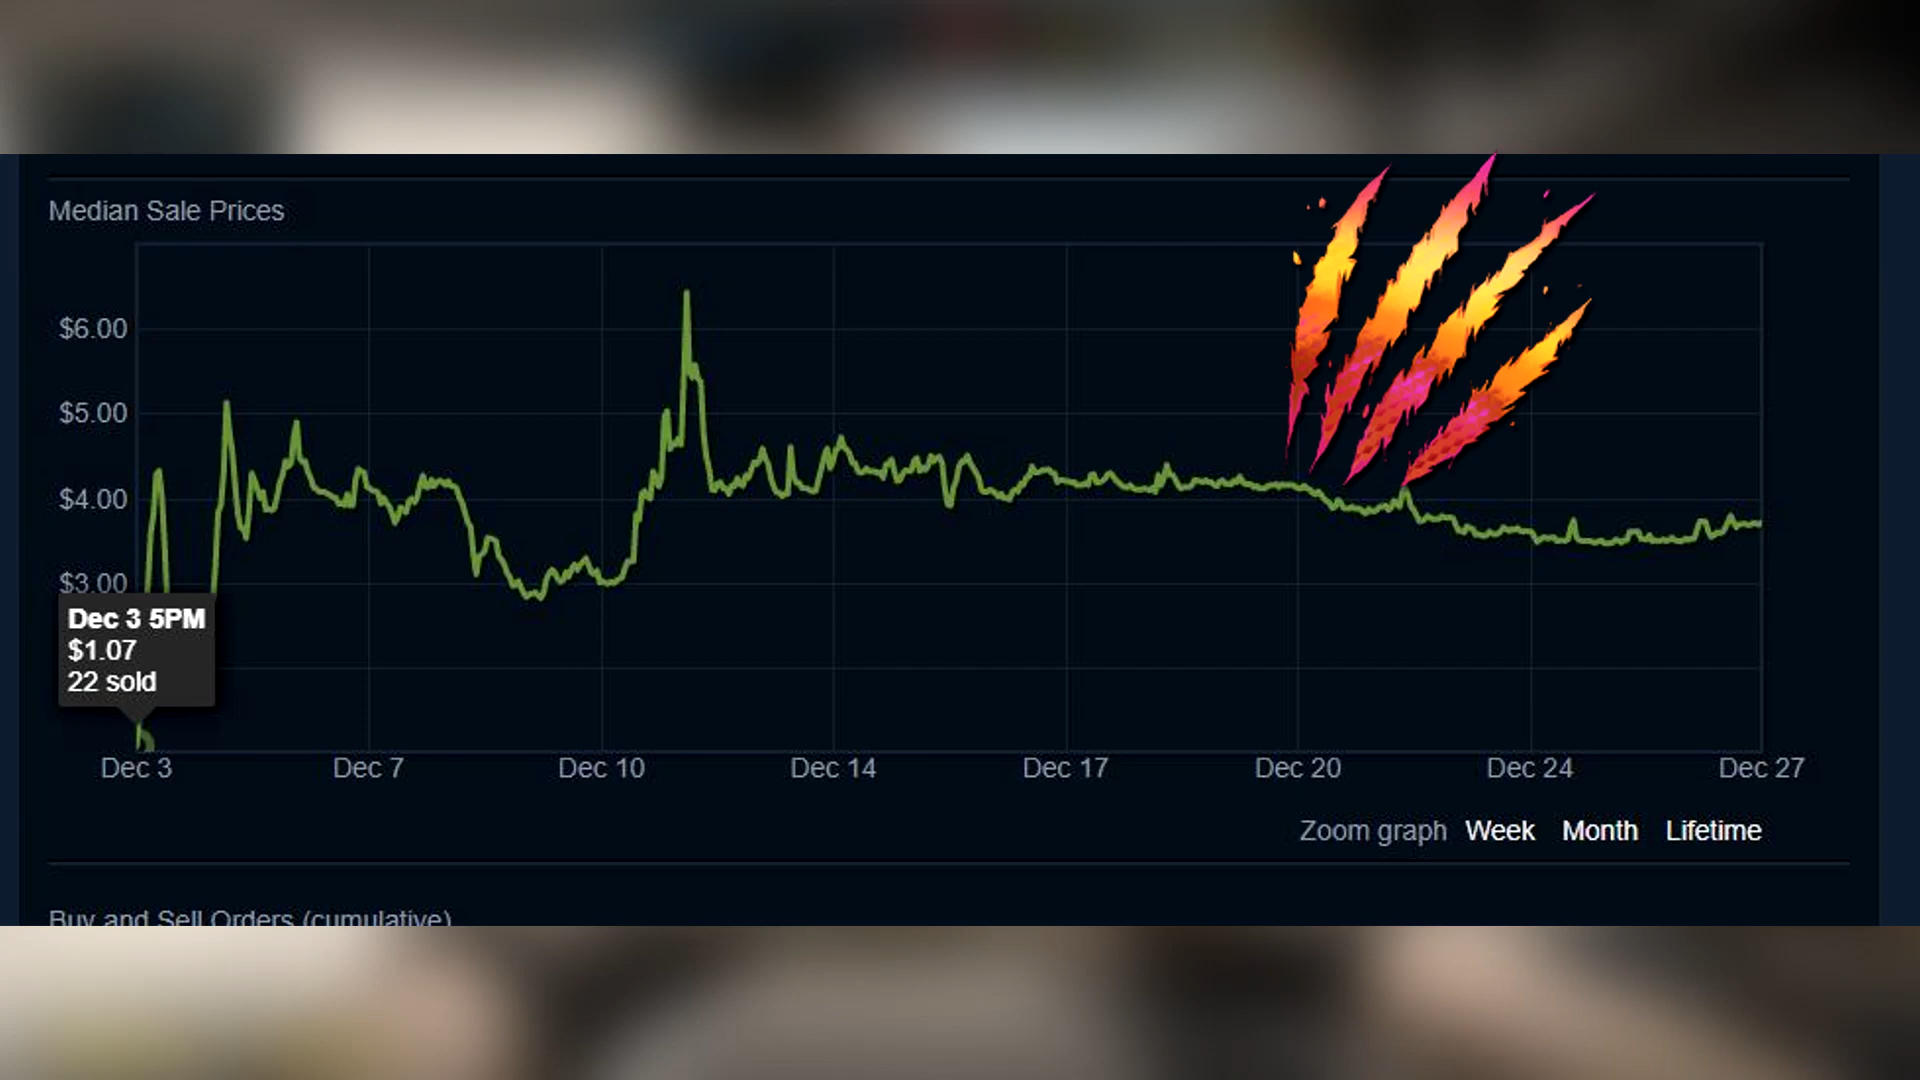 Median Sale Prices
$6.00
$5.00
$4.00
$3.00
Dec 3 5PM
$1.07
22 sold
Dec 3 Dec 7 Dec 10 Dec 14 Dec 17 Dec 20 Dec 24 Dec 27
Zoom graph Week Month Lifetime
Buy and Sell Orders (cumulative)